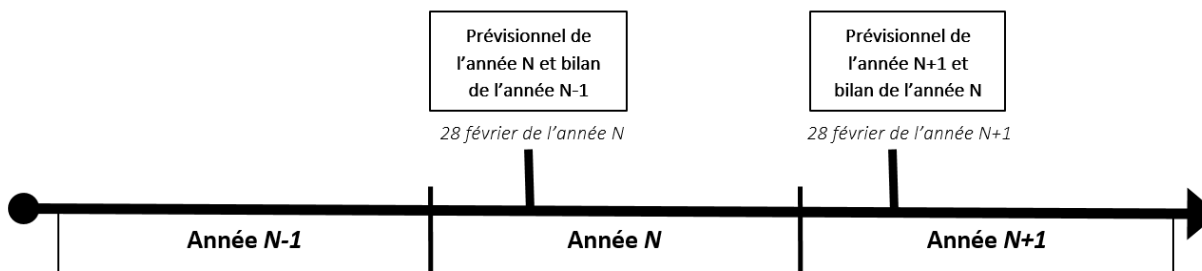 Prévisionnel de
l'année N et bilan
de l'année N-1
28 février de l'année N
Prévisionnel de
l'année N+1 et
bilan de l'année N
28 février de l'année N+1
Année N-1
Année N
Année N+1